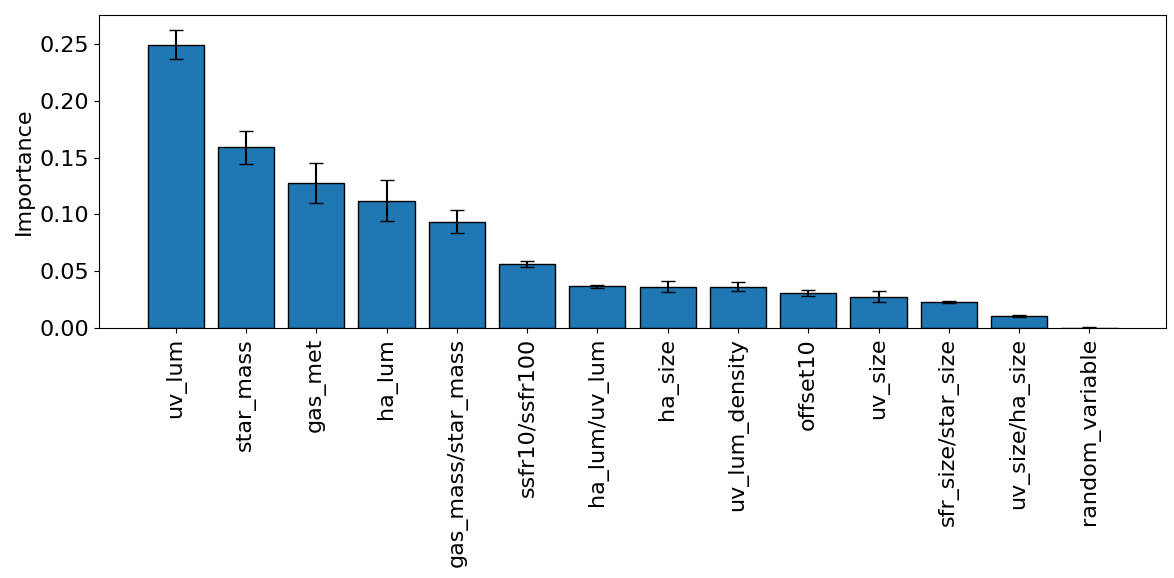 Importance
0.25
0.20
0.15
0.10
0.05
0.00
uv_lum
star_mass
gas_met
ha_lum
gas_mass/star_mass
ssfr10/ssfr100
ha_lum/uv_lum
ha_size
uv_lum_density
offset10
uv_size
sfr_size/star_size
uv_size/ha_size
random_variable